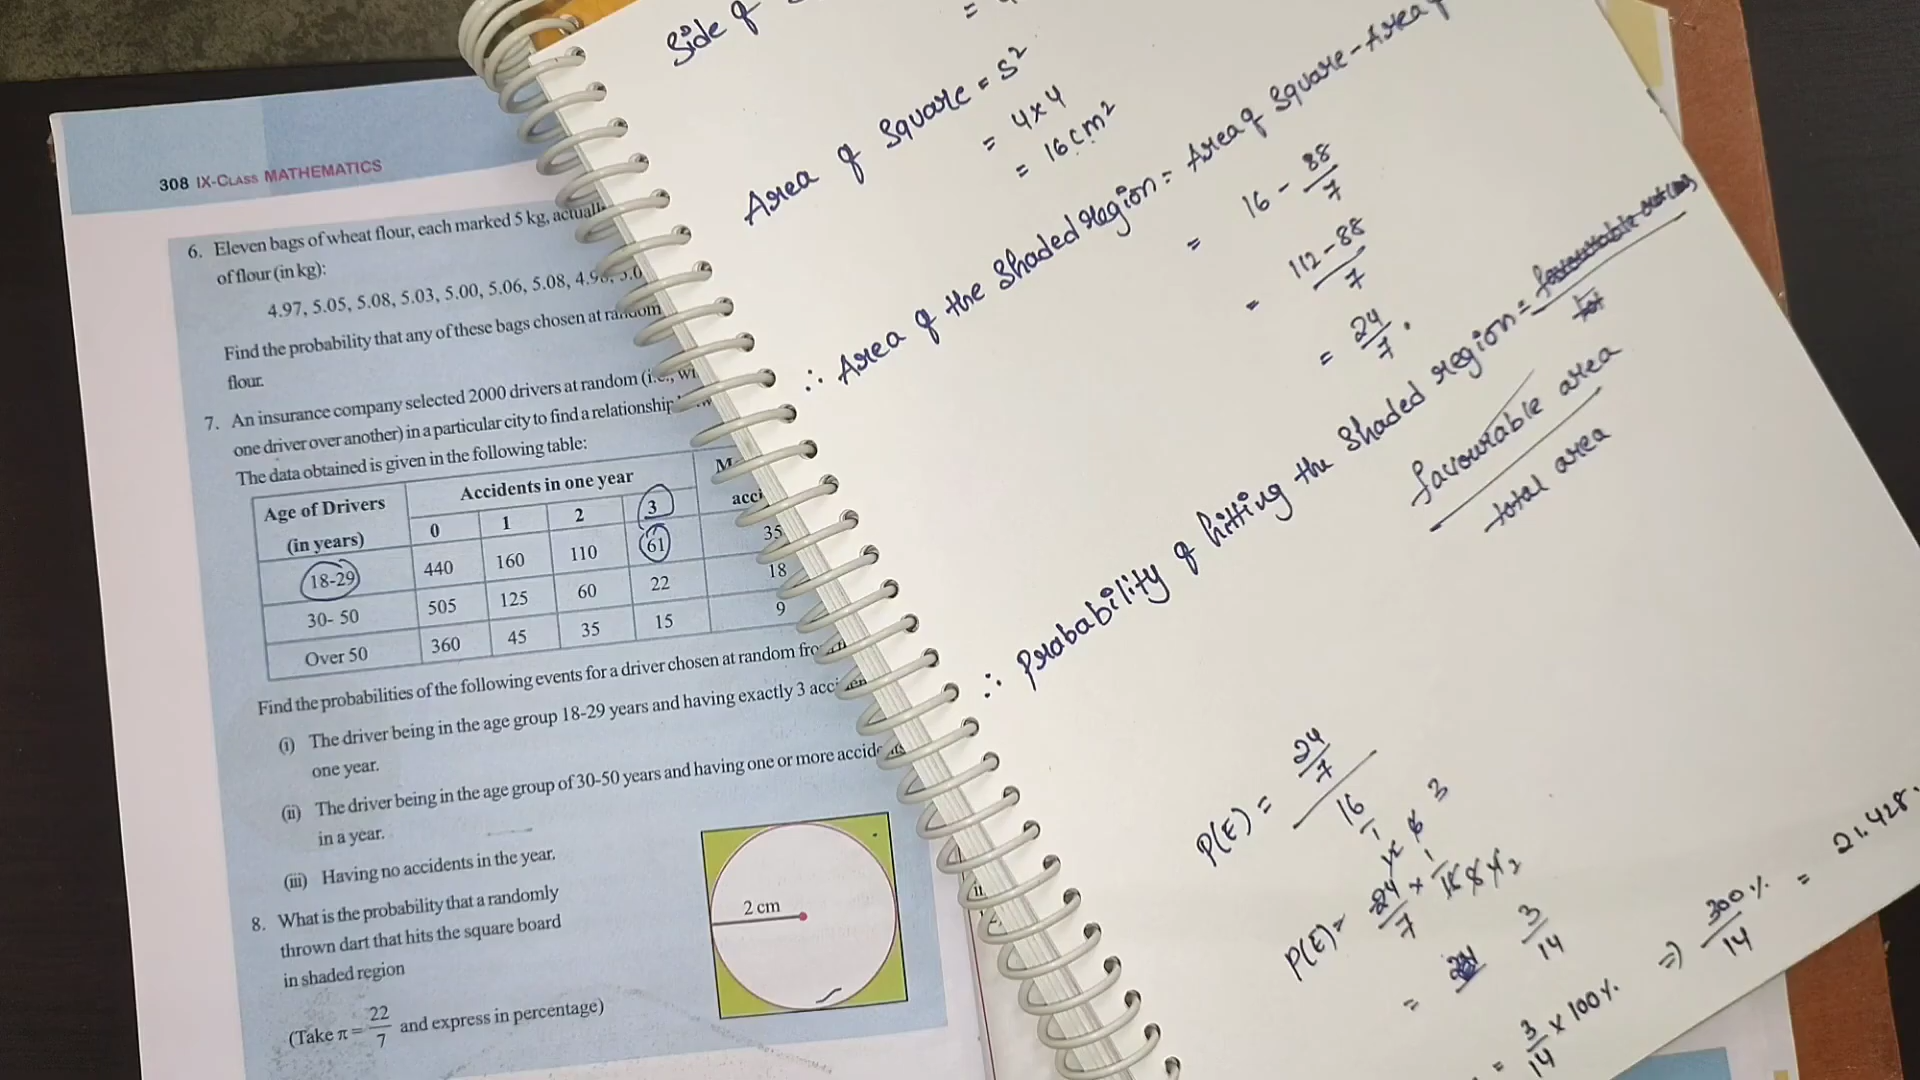 308 IX-CLASS MATHEMATICS
6. Eleven bags of wheat flour, each marked 5 kg,
of flour (in kg):
4.97, 5.05, 5.08, 5.03, 5.00, 5.06, 5.08,
Find the probability that any of these bags chosen at random
flour.
7. An insurance company selected 2000 drivers at random (i.e.,
one driver over another) in a particular city to find a relationship
The data obtained is given in the following table:
Age of Drivers
(in years)
Accidents in one year
0 1 2 3
18-29 440 160 110 61 35
30- 50 505 125 60 22 18
Over 50 360 45 35 15 9
Find the probabilities of the following events for a driver chosen at random
(i) The driver being in the age group 18-29 years and having exactly 3
one year.
(ii) The driver being in the age group of 30-50 years and having one or more
in a year.
(iii) Having no accidents in the year.
8. What is the probability that a randomly
thrown dart that hits the square board
in shaded region
(Take π = 22/7 and express in percentage)
2 cm
Side of
Area of Square = S²
= 4 x 4
= 16 cm²
∴ Area of the Shaded region = Area of Square - Area of
= 16 - 88/7
= 112-88/7
= 24/7.
∴ Probability of hitting the Shaded region =
favourable area
total area
P(E) = 24/7 / 16/1
P(E) = 24/7 x 1/16
= 3/14
= 3/14 x 100% => 300%/14 = 21.428.